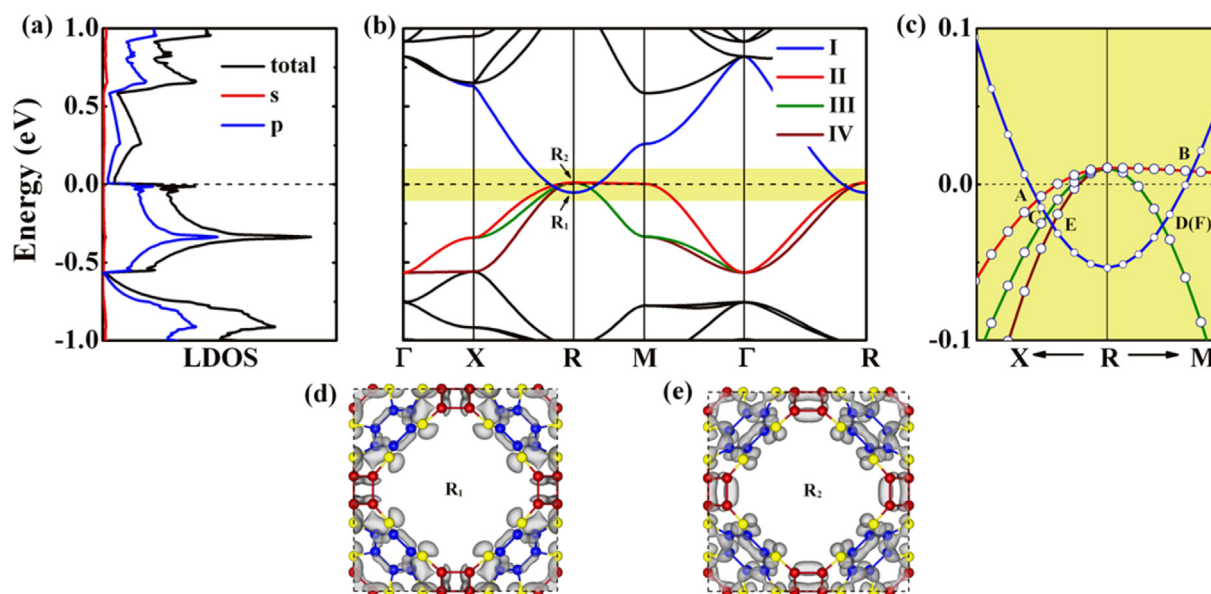 (a)
1.0
0.5
0.0
-0.5
-1.0
Energy (eV)
total
s
p
LDOS
(b)
I
II
III
IV
R2
R1
Γ X R M Γ R
(c)
0.1
0.0
-0.1
A
B
C
E
D(F)
X R M
(d)
R1
(e)
R2